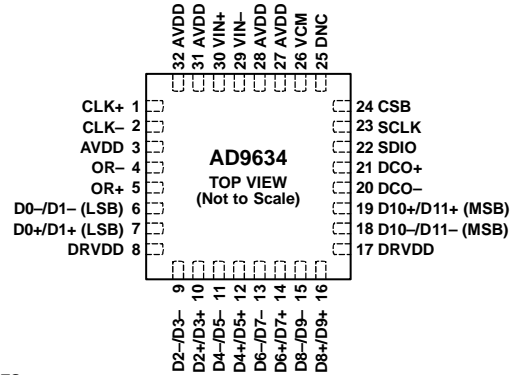 32 AVDD
31 AVDD
30 VIN+
29 VIN–
28 AVDD
27 AVDD
26 VCM
25 DNC
CLK+ 1
CLK– 2
AVDD 3
OR– 4
OR+ 5
D0–/D1– (LSB) 6
D0+/D1+ (LSB) 7
DRVDD 8
AD9634
TOP VIEW
(Not to Scale)
24 CSB
23 SCLK
22 SDIO
21 DCO+
20 DCO–
19 D10+/D11+ (MSB)
18 D10–/D11– (MSB)
17 DRVDD
D2–/D3– 9
D2+/D3+ 10
D4–/D5– 11
D4+/D5+ 12
D6–/D7– 13
D6+/D7+ 14
D8–/D9– 15
D8+/D9+ 16